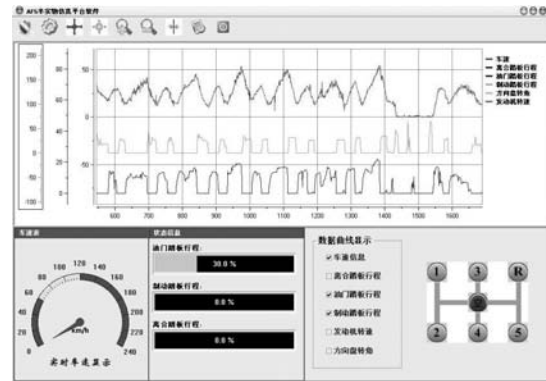 AFS车实物仿真平台软件
200
150
100
50
0
-50
-100
80
60
40
20
0
50
0
-50
600 700 800 900 1000 1100 1200 1300 1400 1500 1600
车速
离合踏板行程
油门踏板行程
制动踏板行程
方向盘转角
发动机转速
车速表
0 20 40 60 80 100 120 140 160 180 200 220 240
km/h
实时车速显示
状态信息
油门踏板行程:
30.0 %
制动踏板行程:
0.0 %
离合踏板行程:
0.0 %
数据曲线显示
车速信息
离合踏板行程
油门踏板行程
制动踏板行程
发动机转速
方向盘转角
1 3 R
2 4 5